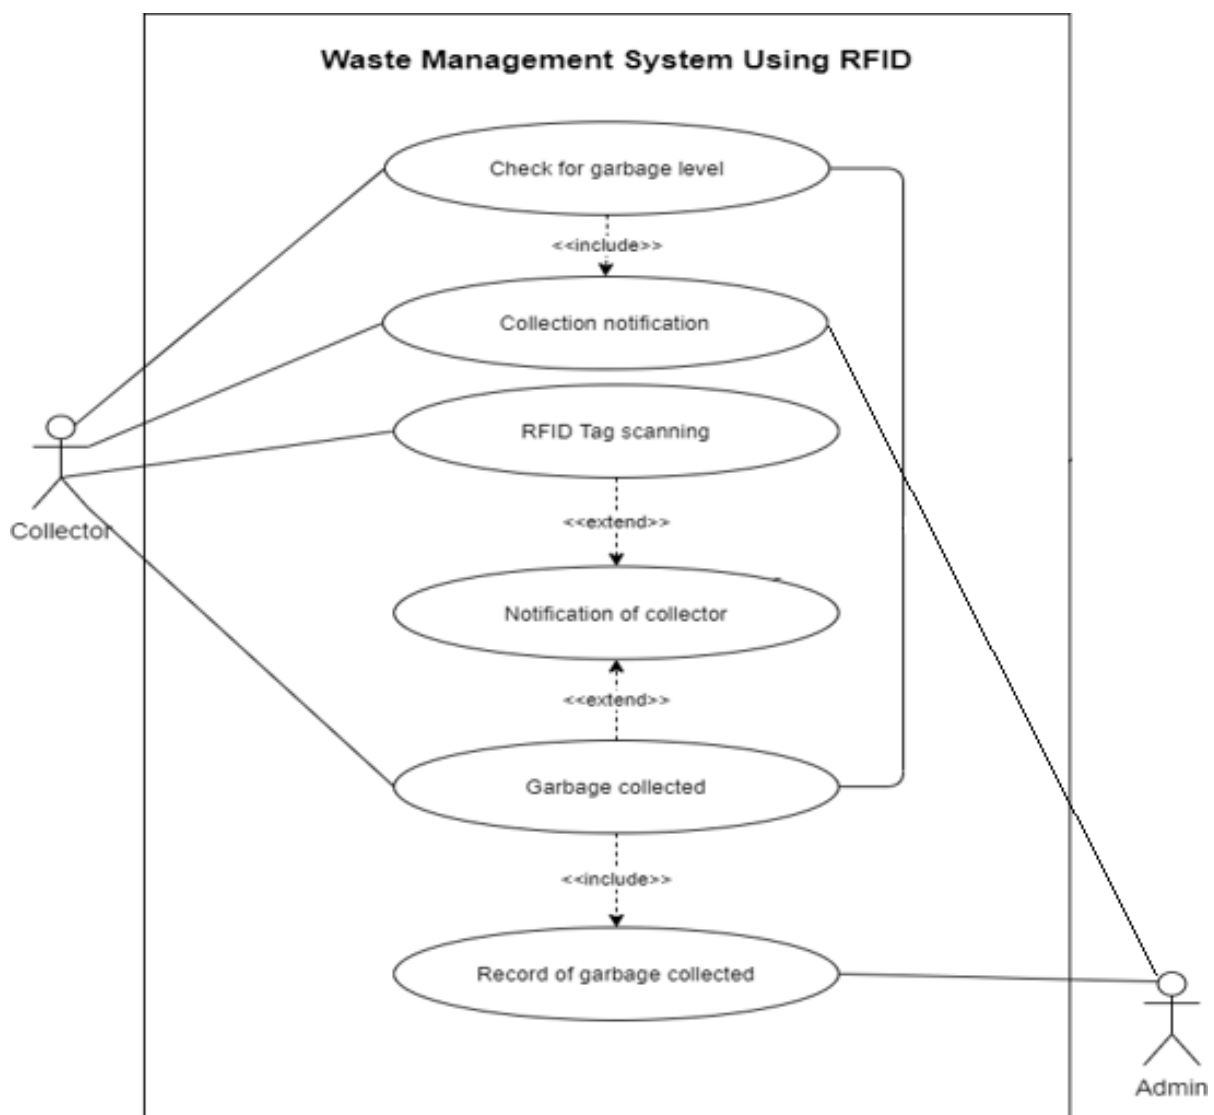 Waste Management System Using RFID
Check for garbage level
<<include>>
Collection notification
RFID Tag scanning
<<extend>>
Collector
Notification of collector
<<extend>>
Garbage collected
<<include>>
Record of garbage collected
Admin